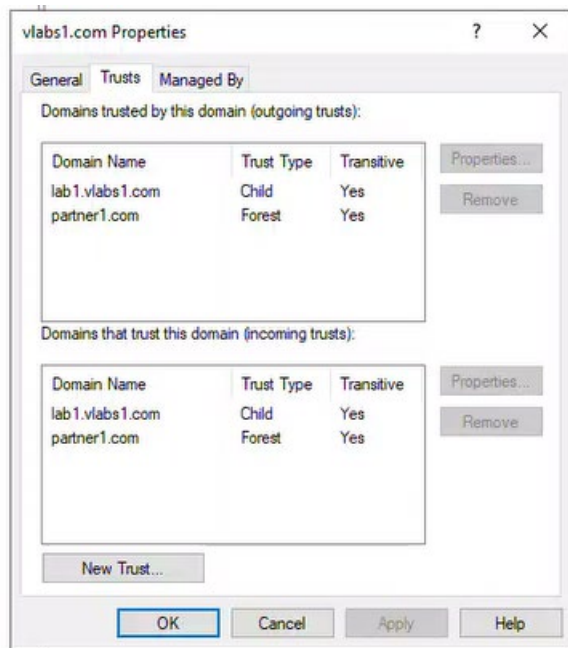 vlabs1.com Properties ? ×
General Trusts Managed By
Domains trusted by this domain (outgoing trusts):
Domain Name Trust Type Transitive Properties...
lab1.vlabs1.com Child Yes Remove
partner1.com Forest Yes
Domains that trust this domain (incoming trusts):
Domain Name Trust Type Transitive Properties...
lab1.vlabs1.com Child Yes Remove
partner1.com Forest Yes
New Trust...
OK Cancel Apply Help